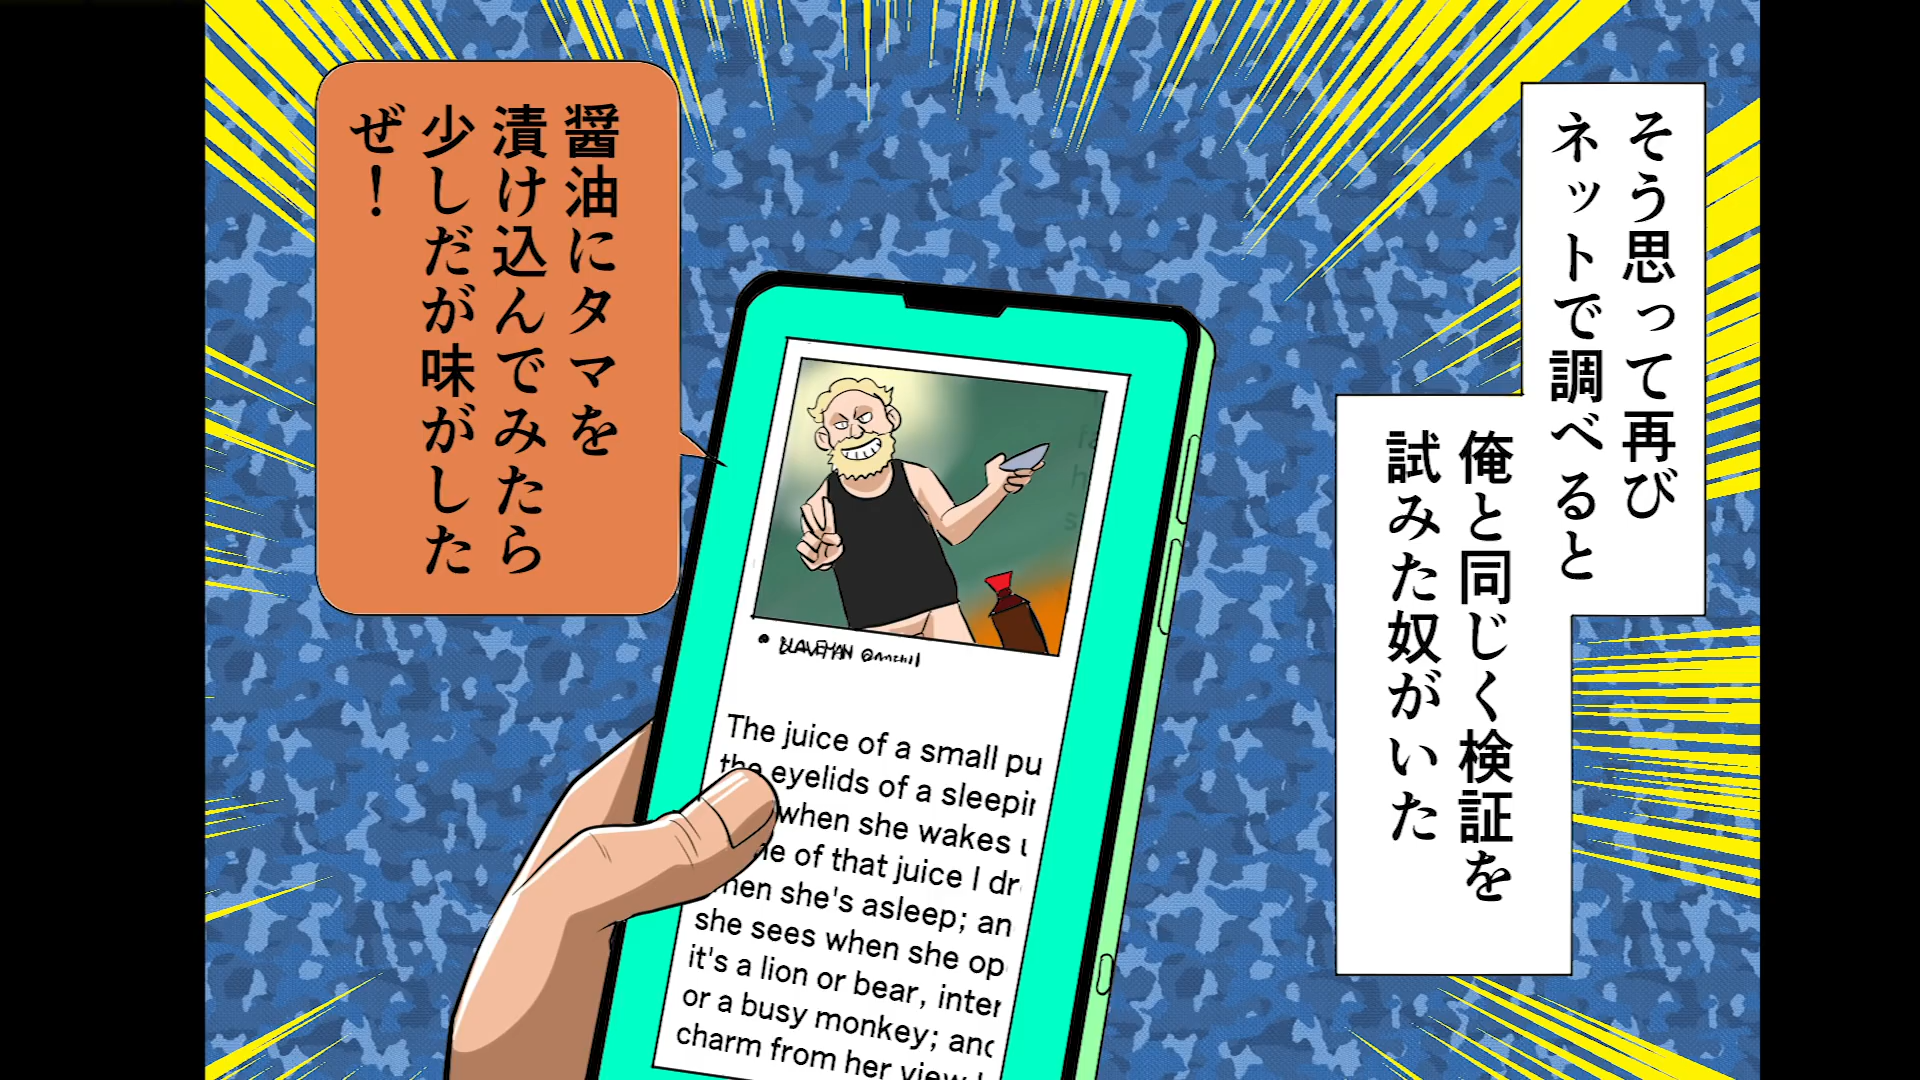 そう思って再び
ネットで調べると
俺と同じく検証を
試みた奴がいた
醤油にタマを
漬け込んでみたら
少しだが味がした
ぜ！
The juice of a small pu
the eyelids of a sleepin
when she wakes u
of that juice I dr
she's asleep; an
she sees when she op
it's a lion or bear, inter
or a busy monkey; and
charm from her view